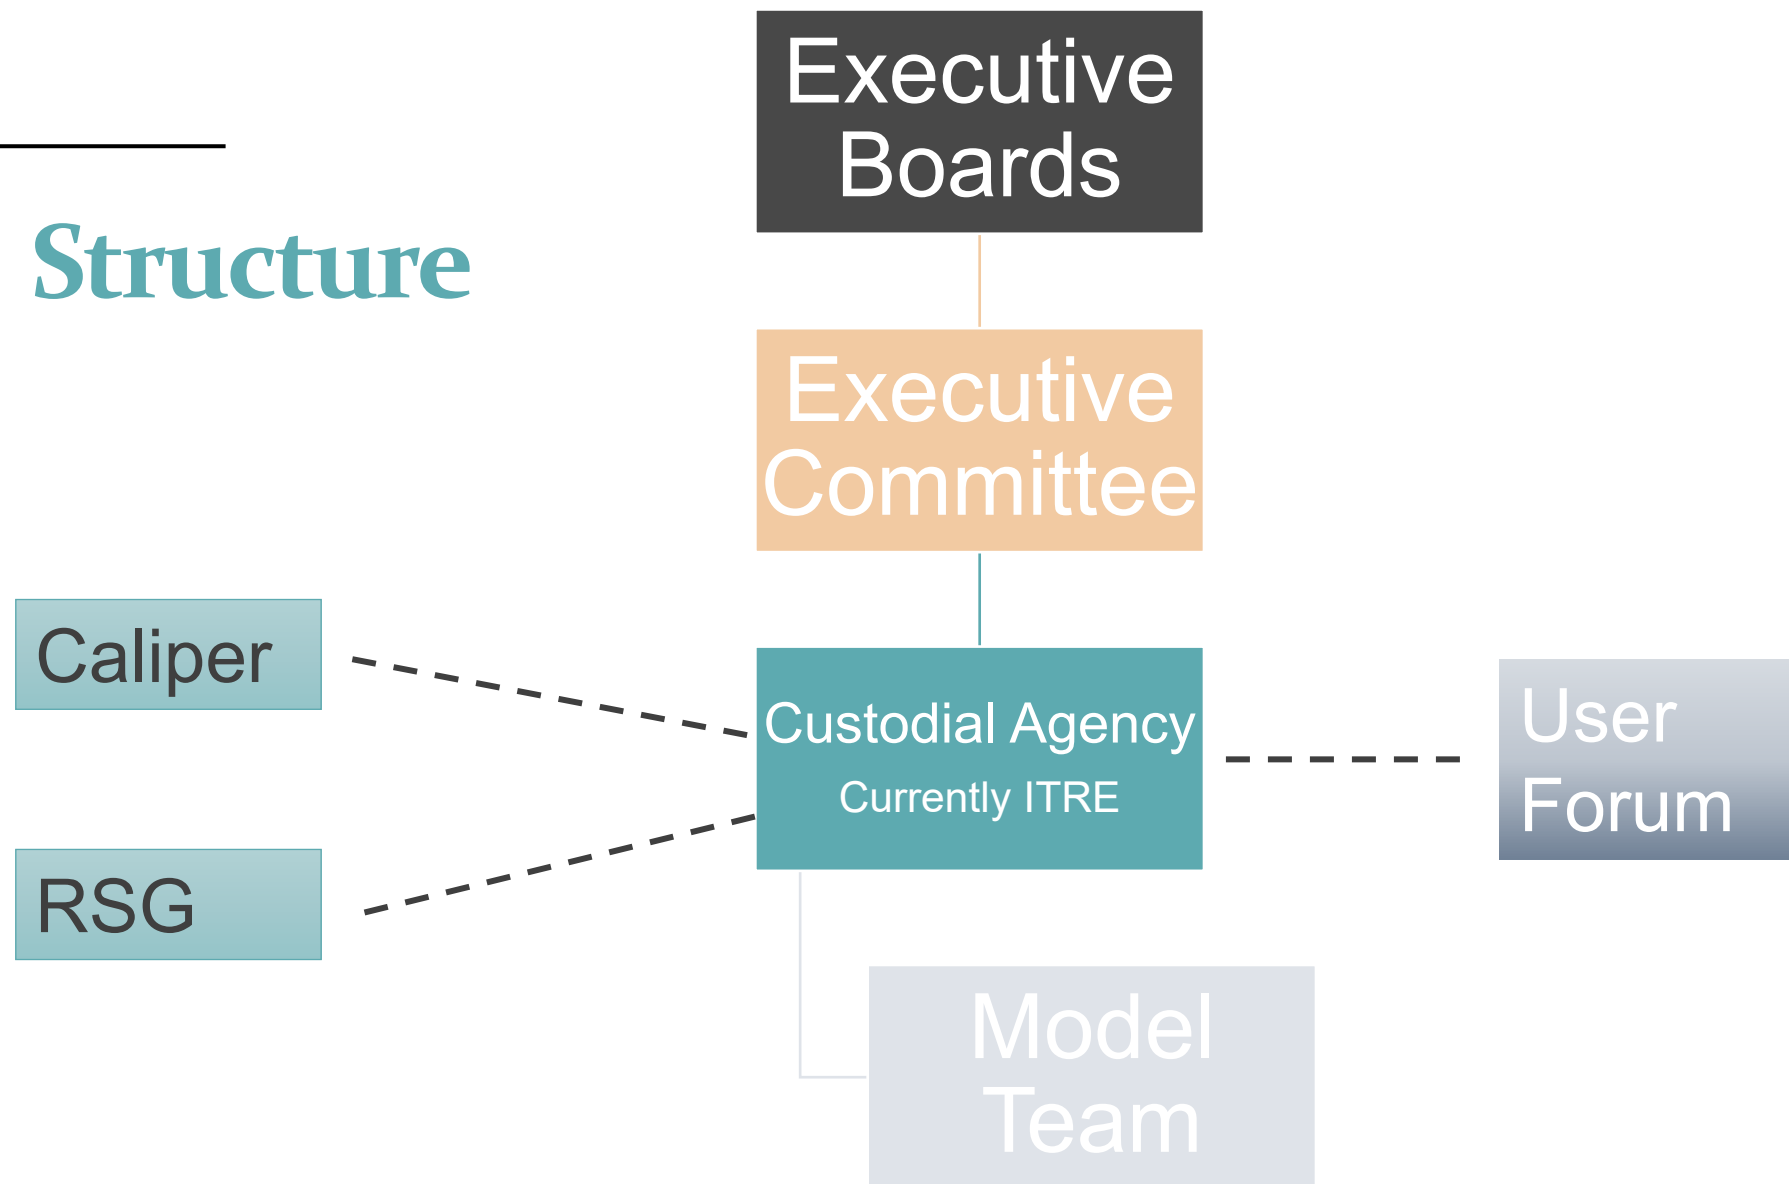 Structure
Executive
Boards
Executive
Committee
Caliper
Custodial Agency
Currently ITRE
User
Forum
RSG
Model
Team